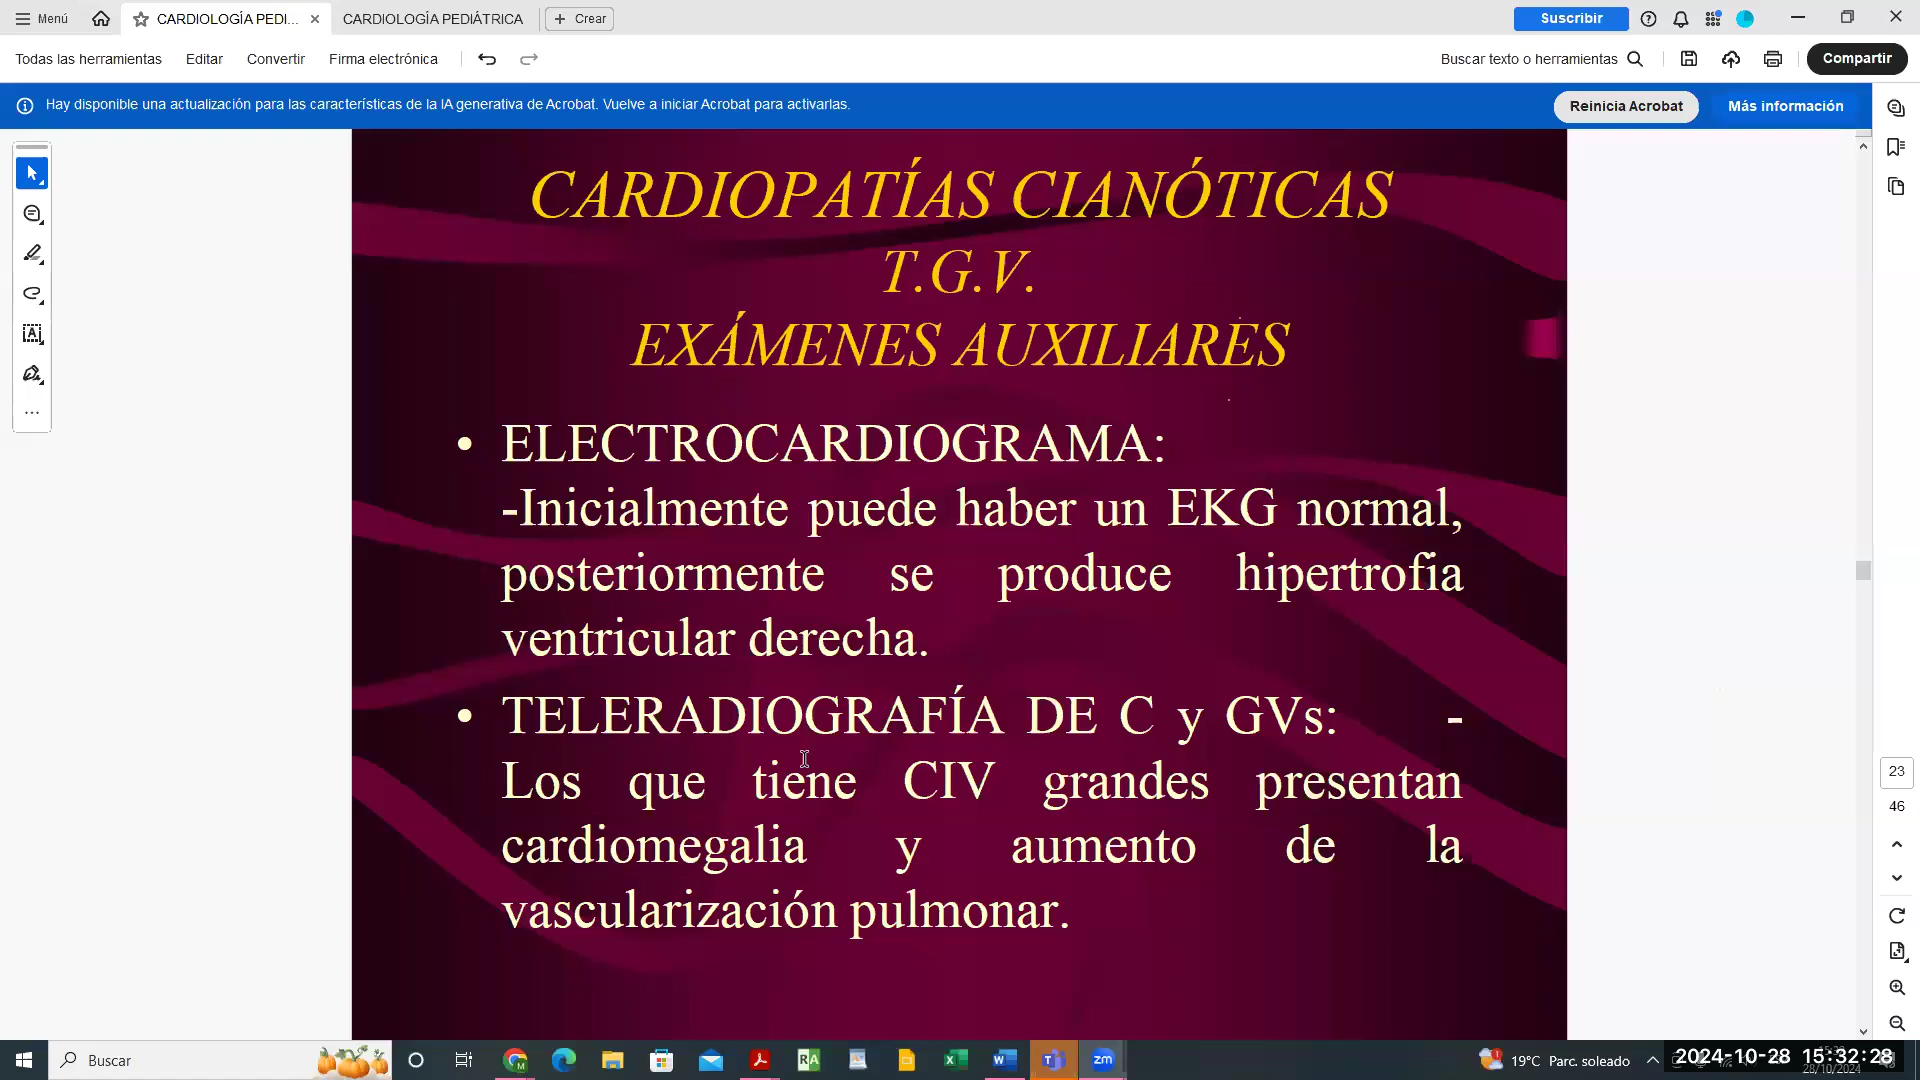 Menú
CARDIOLOGÍA PEDI...
CARDIOLOGÍA PEDIÁTRICA
Crear
Suscribir
Todas las herramientas
Editar
Convertir
Firma electrónica
Buscar texto o herramientas
Compartir
Hay disponible una actualización para las características de la IA generativa de Acrobat. Vuelve a iniciar Acrobat para activarlas.
Reinicia Acrobat
Más información
CARDIOPATÍAS CIANÓTICAS
T.G.V.
EXÁMENES AUXILIARES
• ELECTROCARDIOGRAMA:
-Inicialmente puede haber un EKG normal,
posteriormente se produce hipertrofia
ventricular derecha.
• TELERADIOGRAFÍA DE C y GVs: -
Los que tiene CIV grandes presentan
cardiomegalia y aumento de la
vascularización pulmonar.
23
46
Buscar
19°C Parc. soleado
2024-10-28 15:32:28
28/10/2024